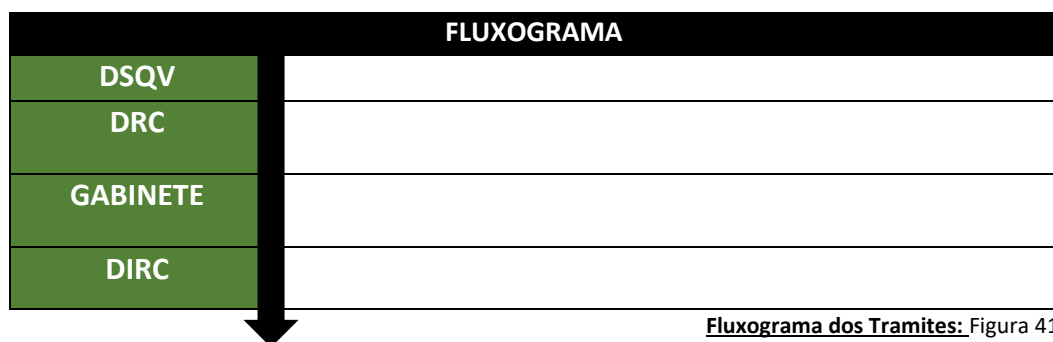 FLUXOGRAMA
DSQV
DRC
GABINETE
DIRC
Fluxograma dos Tramites: Figura 41